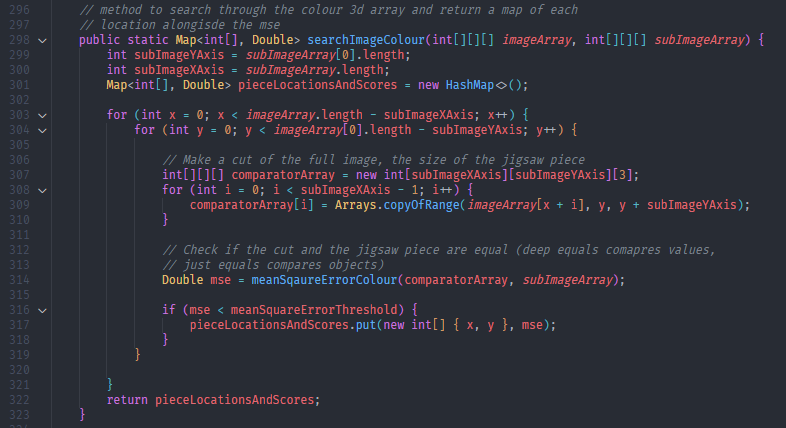 296 // method to search through the colour 3d array and return a map of each
297 // location alongisde the mse
298 public static Map<int[], Double> searchImageColour(int[][][] imageArray, int[][][] subImageArray) {
299 int subImageYAxis = subImageArray[0].length;
300 int subImageXAxis = subImageArray.length;
301 Map<int[], Double> pieceLocationsAndScores = new HashMap<>();
302
303 for (int x = 0; x < imageArray.length - subImageXAxis; x++) {
304 for (int y = 0; y < imageArray[0].length - subImageYAxis; y++) {
305
306 // Make a cut of the full image, the size of the jigsaw piece
307 int[][][] comparatorArray = new int[subImageXAxis][subImageYAxis][3];
308 for (int i = 0; i < subImageXAxis - 1; i++) {
309 comparatorArray[i] = Arrays.copyOfRange(imageArray[x + i], y, y + subImageYAxis);
310 }
311
312 // Check if the cut and the jigsaw piece are equal (deep equals comapres values,
313 // just equals compares objects)
314 Double mse = meanSqaureErrorColour(comparatorArray, subImageArray);
315
316 if (mse < meanSquareErrorThreshold) {
317 pieceLocationsAndScores.put(new int[] { x, y }, mse);
318 }
319 }
320
321 }
322 return pieceLocationsAndScores;
323 }